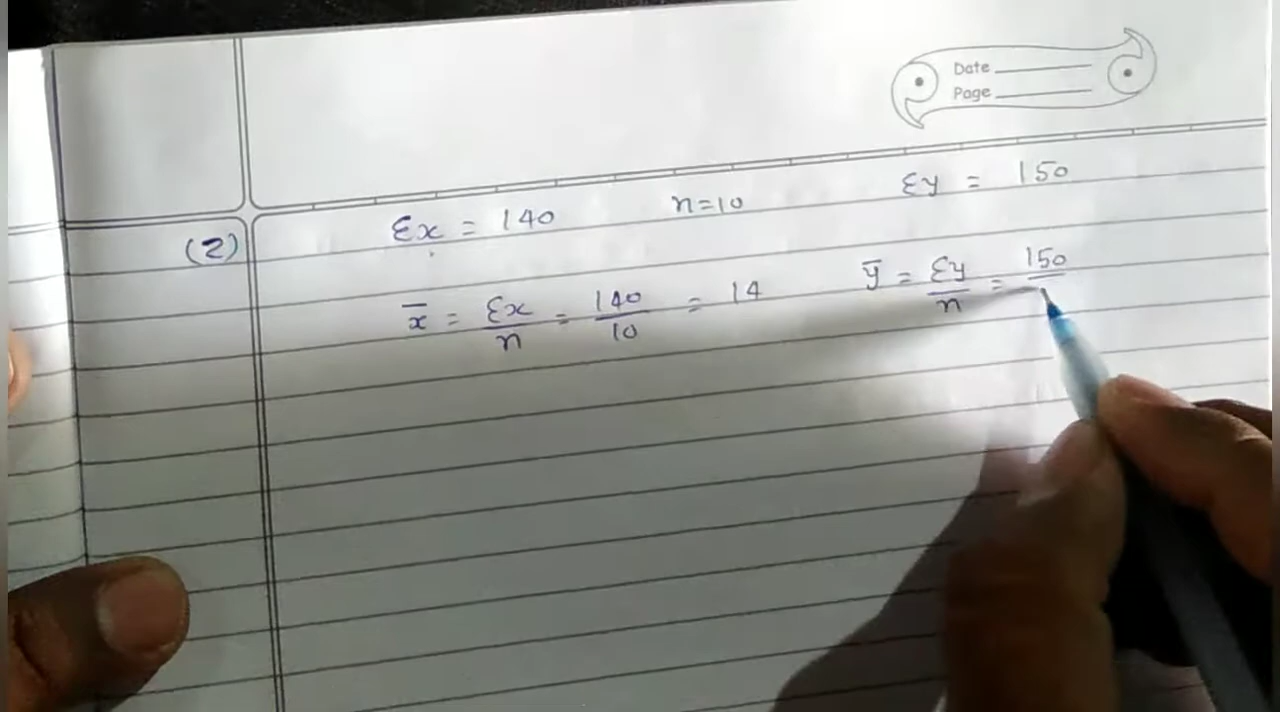 Date
Page
(2) Σx = 140 n=10 Σy = 150
x̄ = Σx/n = 140/10 = 14 ȳ = Σy/n = 150/